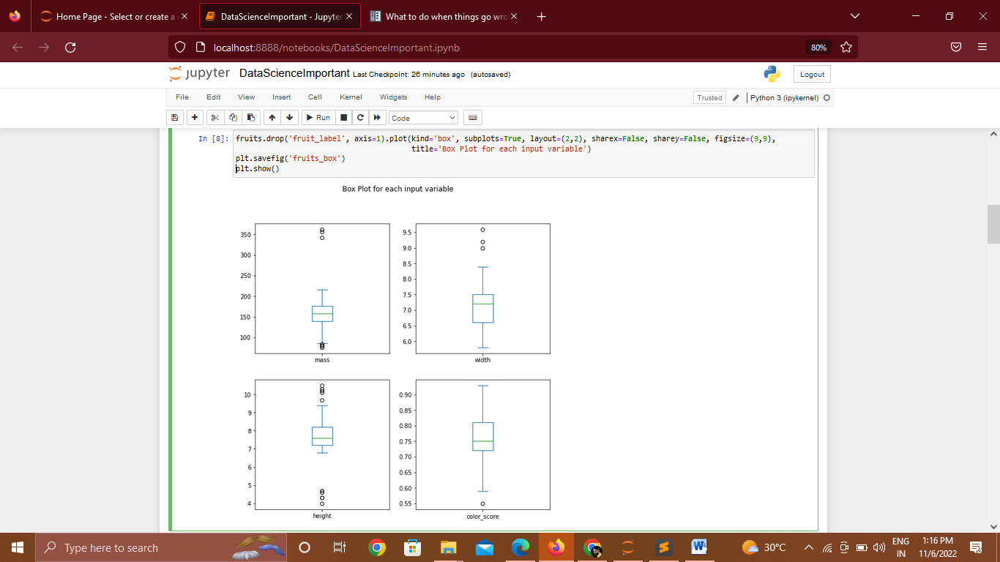 Home Page - Select or create a
DataScienceImportant - Jupyter
What to do when things go wro
localhost:8888/notebooks/DataScienceImportant.ipynb
80%
jupyter
DataScienceImportant Last Checkpoint: 26 minutes ago (autosaved)
Logout
File Edit View Insert Cell Kernel Widgets Help
Trusted
Python 3 (ipykernel)
Run
Code
In [8]: fruits.drop('fruit_label', axis=1).plot(kind='box', subplots=True, layout=(2,2), sharex=False, sharey=False, figsize=(9,9),
title='Box Plot for each input variable')
plt.savefig('fruits_box')
plt.show()
Box Plot for each input variable
350
300
250
200
150
100
mass
9.5
9.0
8.5
8.0
7.5
7.0
6.5
6.0
width
10
9
8
7
6
5
4
height
0.90
0.85
0.80
0.75
0.70
0.65
0.60
0.55
color_score
Type here to search
30°C
ENG
IN
1:16 PM
11/6/2022